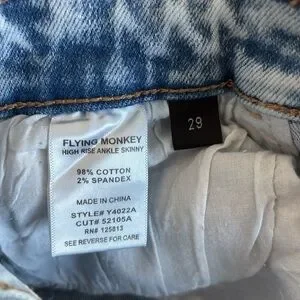 FLYING MONKEY
HIGH RISE ANKLE SKINNY
98% COTTON
2% SPANDEX
MADE IN CHINA
STYLE# Y4022A
CUT# 52105A
RN# 125813
SEE REVERSE FOR CARE
29